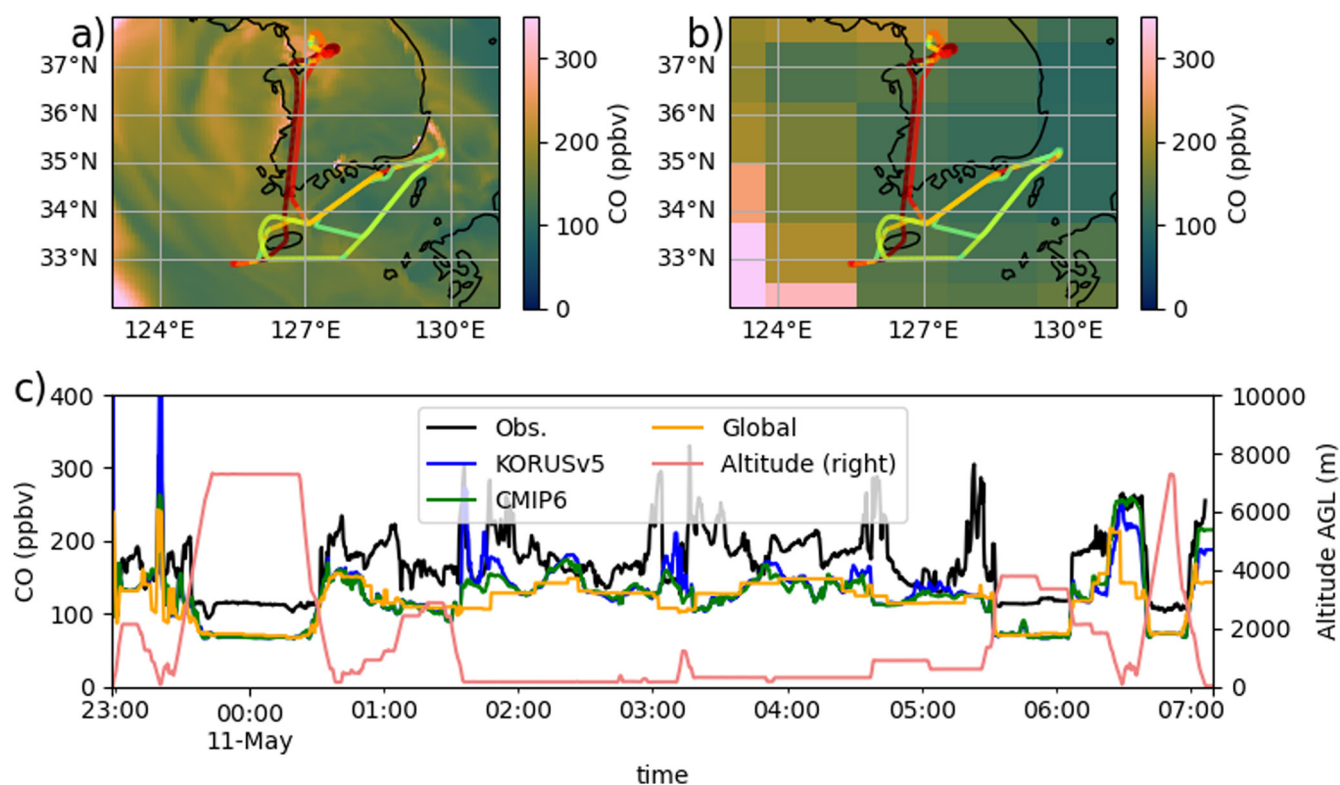 a)
37°N
36°N
35°N
34°N
33°N
124°E 127°E 130°E
300
200
100
0
CO (ppbv)
b)
37°N
36°N
35°N
34°N
33°N
124°E 127°E 130°E
300
200
100
0
CO (ppbv)
c)
400
300
200
100
0
CO (ppbv)
Obs.
KORUSv5
CMIP6
Global
Altitude (right)
10000
8000
6000
4000
2000
0
Altitude AGL (m)
23:00 00:00 01:00 02:00 03:00 04:00 05:00 06:00 07:00
11-May
time